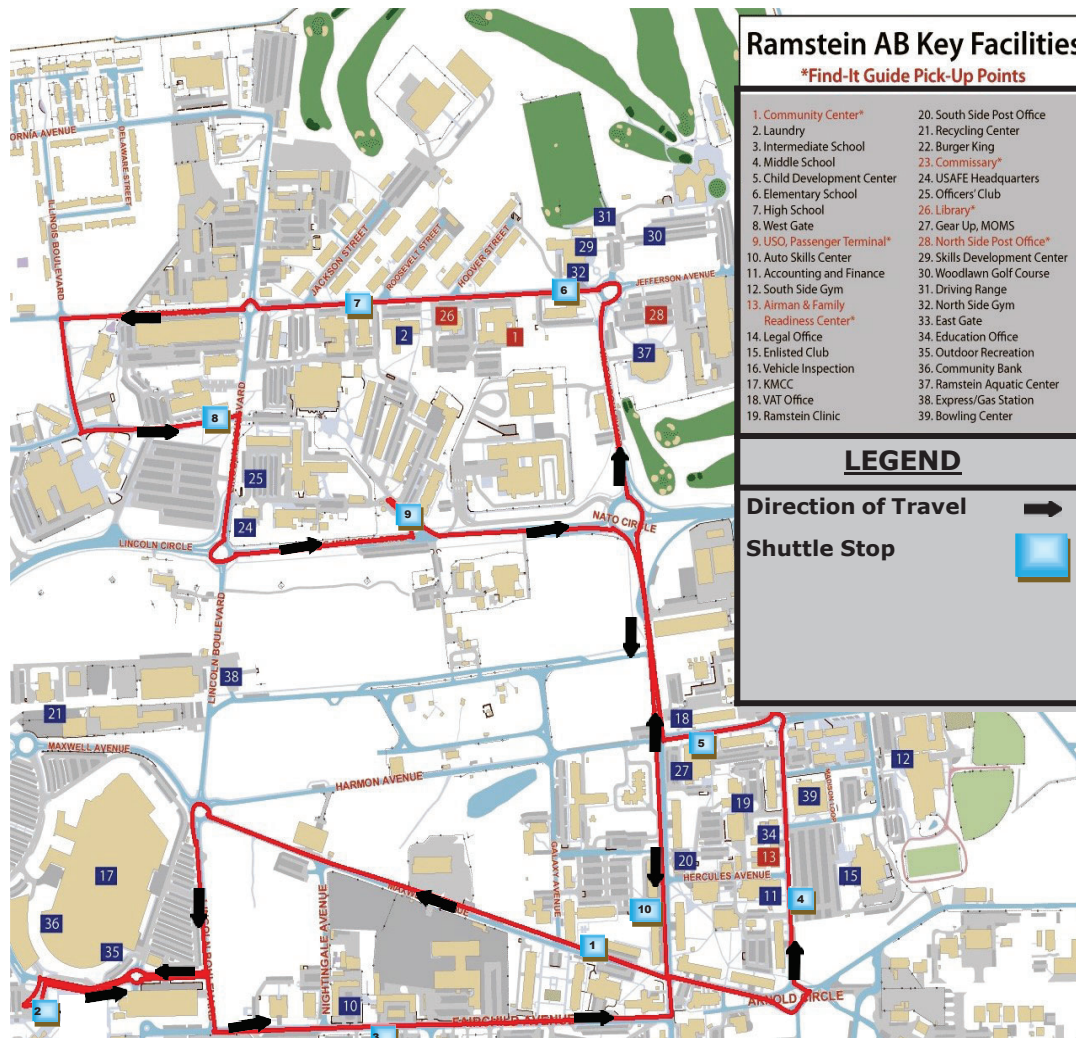 Ramstein AB Key Facilities
*Find-It Guide Pick-Up Points
1. Community Center*
2. Laundry
3. Intermediate School
4. Middle School
5. Child Development Center
6. Elementary School
7. High School
8. West Gate
9. USO, Passenger Terminal*
10. Auto Skills Center
11. Accounting and Finance
12. South Side Gym
13. Airman & Family
Readiness Center*
14. Legal Office
15. Enlisted Club
16. Vehicle Inspection
17. KMCC
18. VAT Office
19. Ramstein Clinic
20. South Side Post Office
21. Recycling Center
22. Burger King
23. Commissary*
24. USAFE Headquarters
25. Officers' Club
26. Library*
27. Gear Up, MOMS
28. North Side Post Office*
29. Skills Development Center
30. Woodlawn Golf Course
31. Driving Range
32. North Side Gym
33. East Gate
34. Education Office
35. Outdoor Recreation
36. Community Bank
37. Ramstein Aquatic Center
38. Express/Gas Station
39. Bowling Center
LEGEND
Direction of Travel
Shuttle Stop
ORNIA AVENUE
DELAWARE STREET
ILLINOIS BOULEVARD
JACKSON STREET
ROOSEVELT STREET
HOOVER STREET
JEFFERSON AVENUE
31
29
30
32
6
7
26
2
1
28
37
8
25
24
9
LINCOLN CIRCLE
NATO CIRCLE
LINCOLN BOULEVARD
38
21
MAXWELL AVENUE
HARMON AVENUE
18
5
27
12
39
MADISON LOOP
19
34
13
20
HERCULES AVENUE
11
15
4
10
GALAXY AVENUE
17
36
35
2
1
NIGHTINGALE AVENUE
10
ARNOLD CIRCLE
FAIRCHILD AVENUE
3